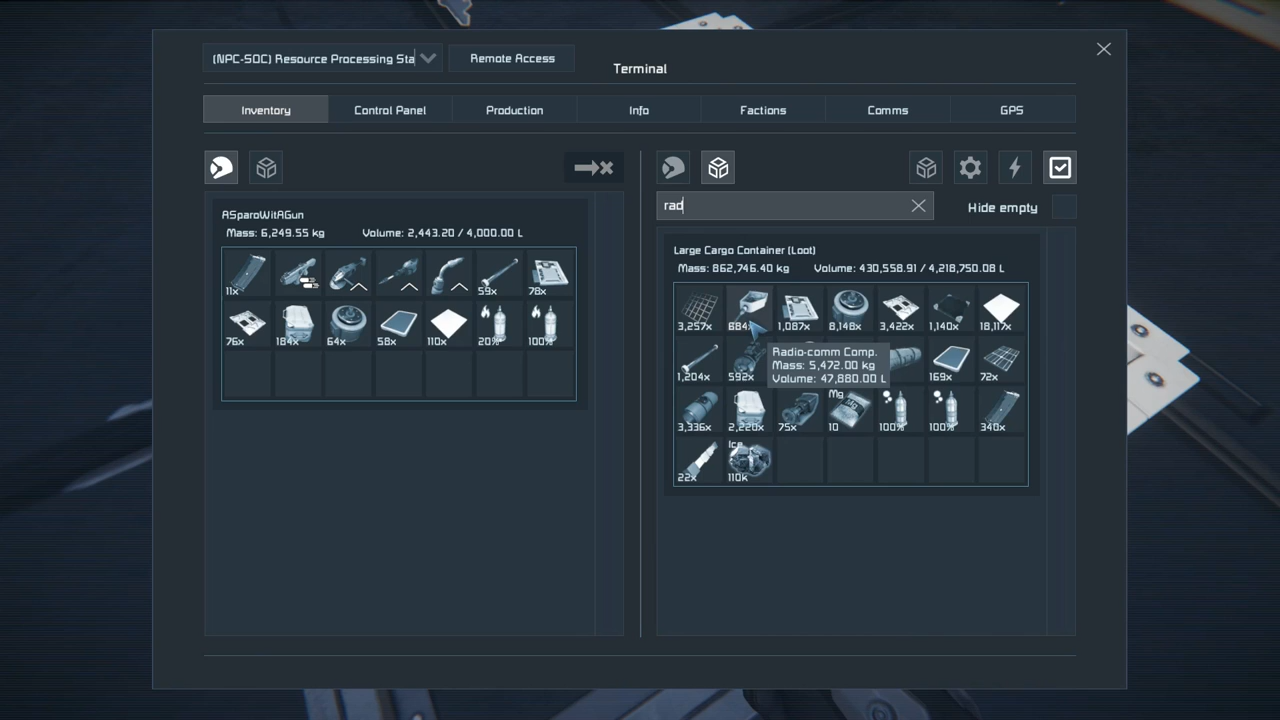 [NPC-SOC] Resource Processing Sta
Remote Access
Terminal
Inventory
Control Panel
Production
Info
Factions
Comms
GPS
rad
Hide empty
ASparoWitAGun
Mass: 6,249.55 kg Volume: 2,443.20 / 4,000.00 L
11x
59x 78x
76x 184x 64x 58x 110x 20% 100%
Large Cargo Container [Loot]
Mass: 862,746.40 kg Volume: 430,558.91 / 4,218,750.08 L
3,257x 684x 1,087x 8,148x 3,422x 1,140x 18,117x
Radio-comm Comp.
Mass: 5,472.00 kg
Volume: 47,880.00 L
1,204x 592x 169x 72x
Mg
3,336x 2,220x 75x 10 100% 100% 340x
Ice
22x 110k